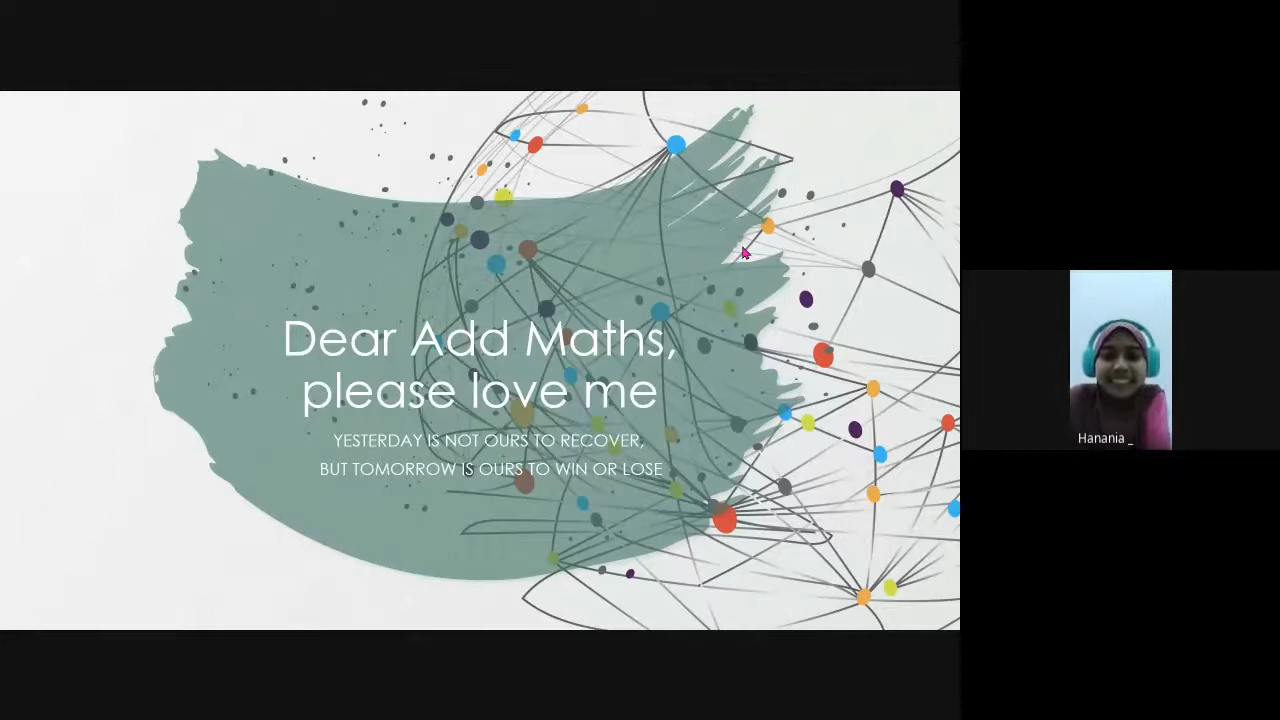 Dear Add Maths,
please love me
YESTERDAY IS NOT OURS TO RECOVER,
BUT TOMORROW IS OURS TO WIN OR LOSE
Hanania _